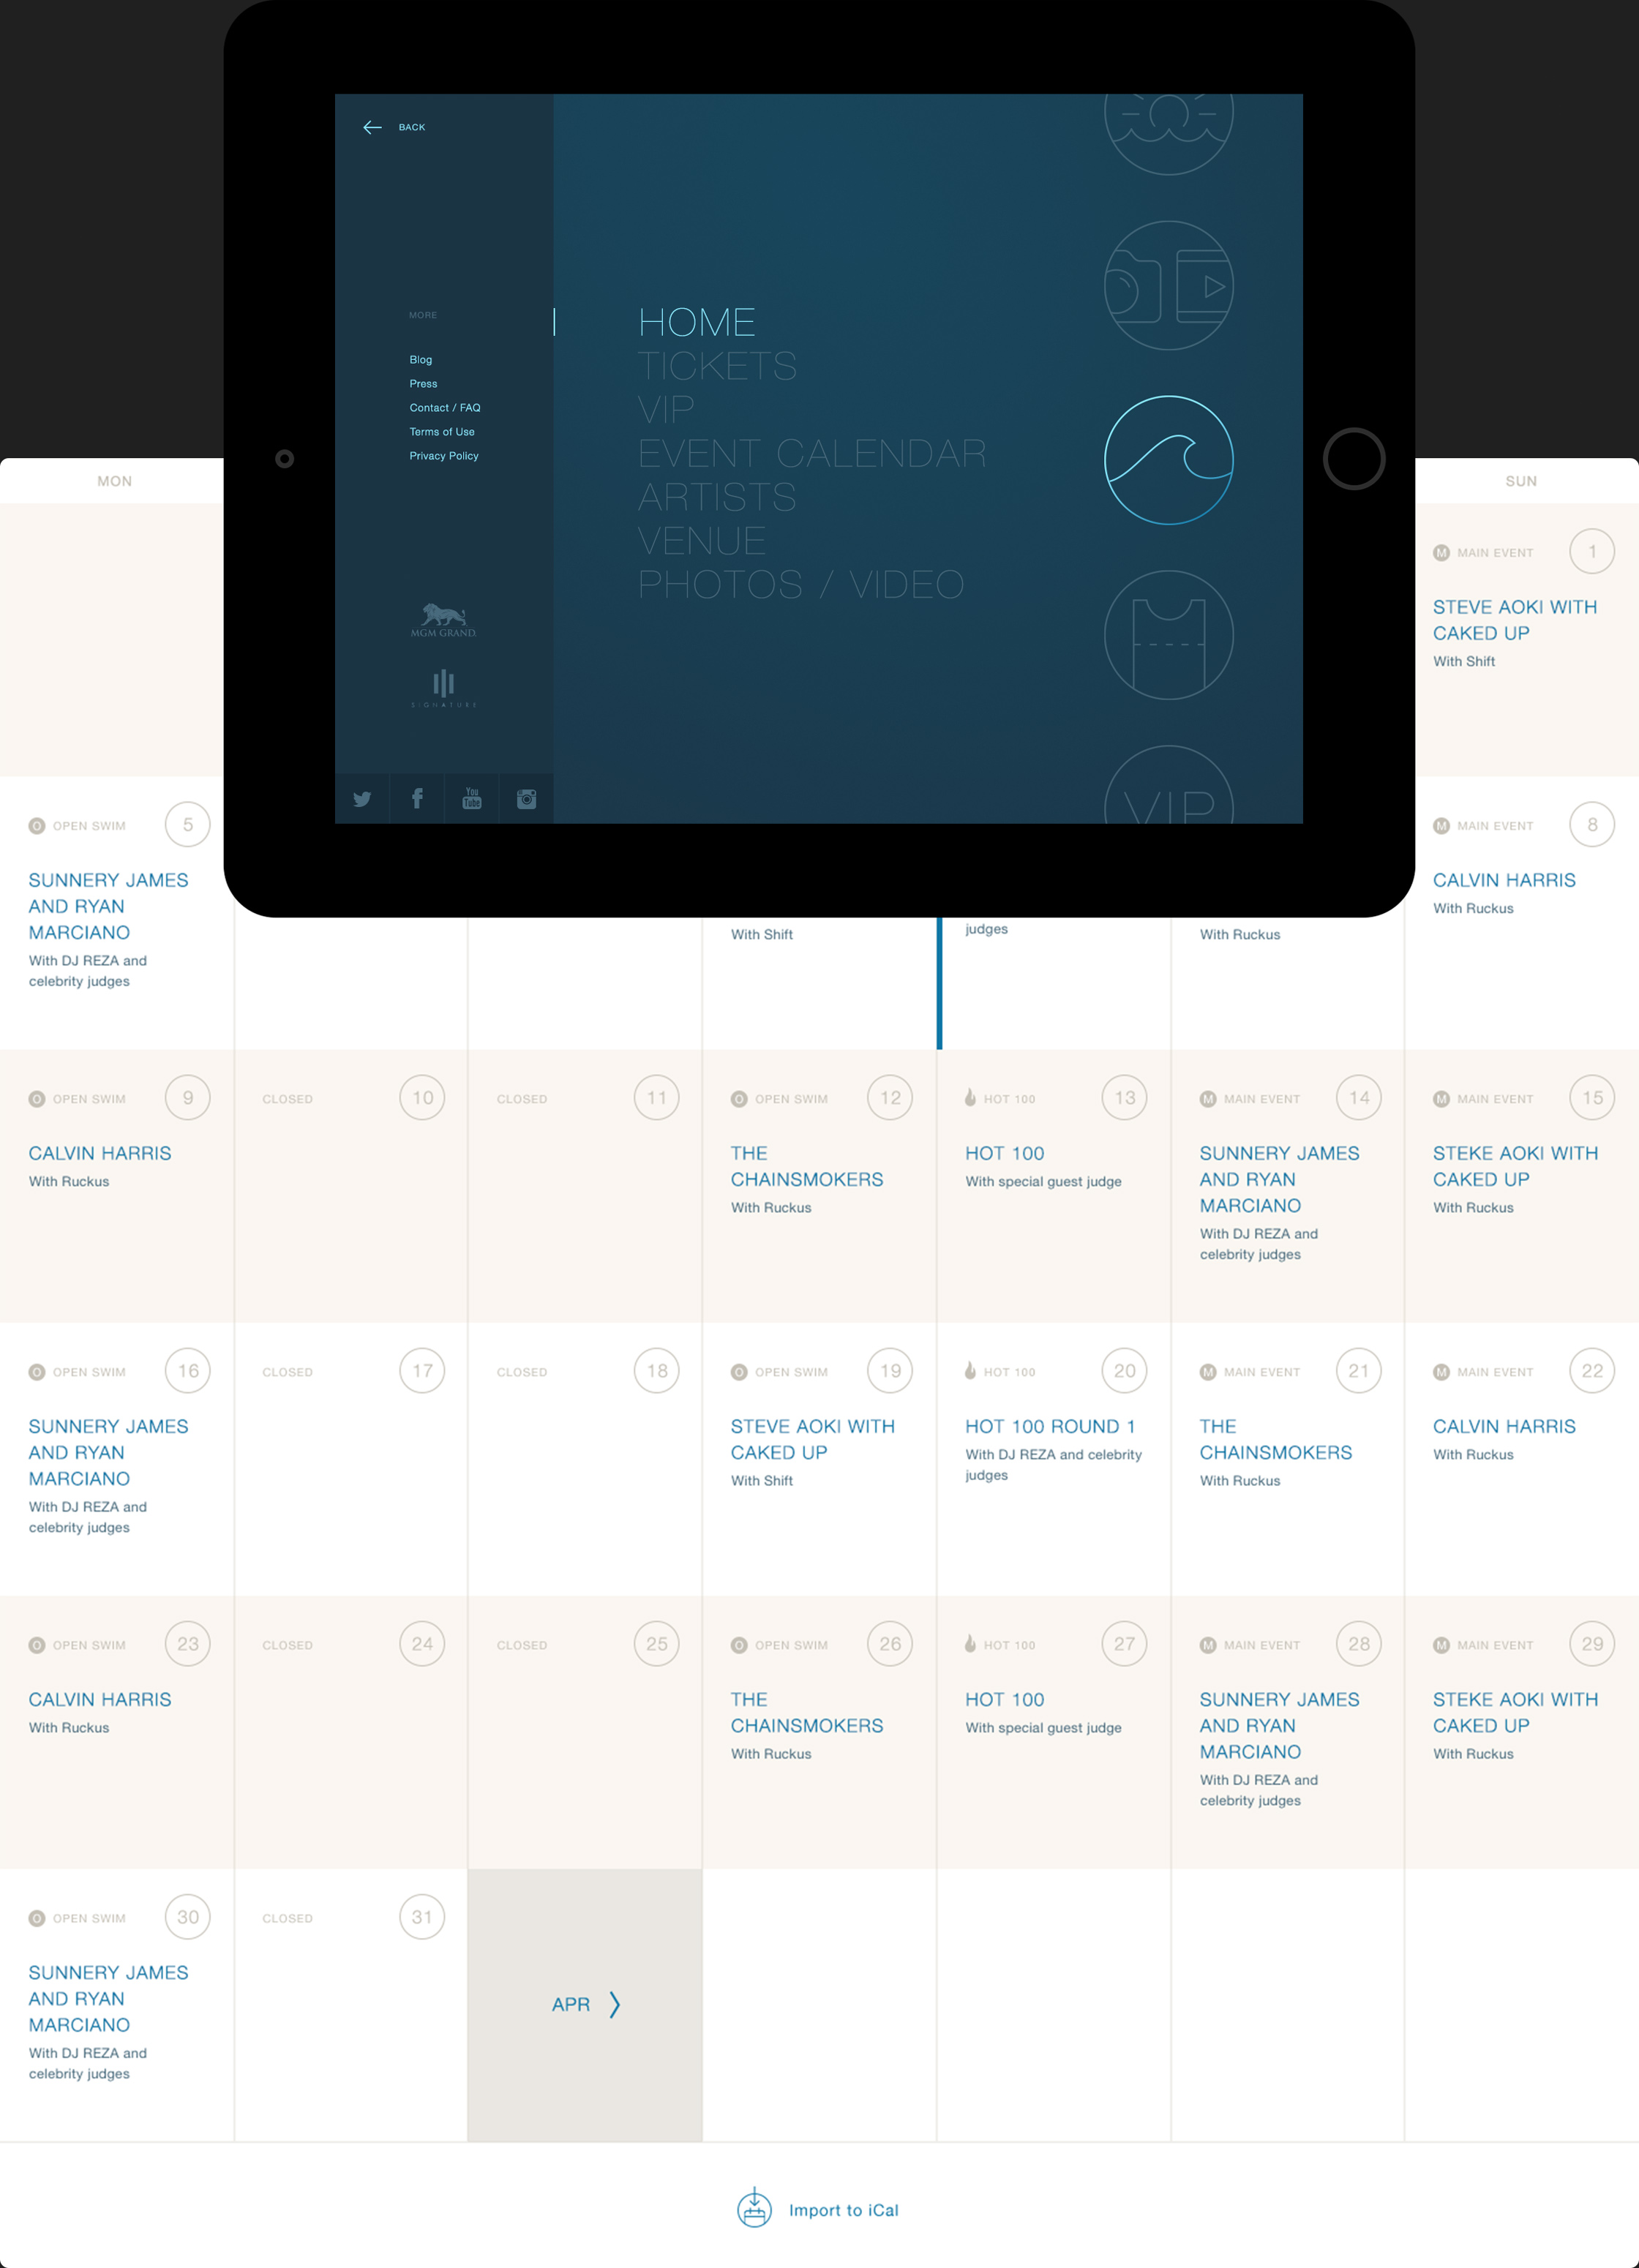 BACK
MORE
Blog
Press
Contact / FAQ
Terms of Use
Privacy Policy
MGM GRAND
SIGNATURE
You
Tube
HOME
TICKETS
VIP
EVENT CALENDAR
ARTISTS
VENUE
PHOTOS / VIDEO
VIP
MON
SUN
M MAIN EVENT 1
STEVE AOKI WITH
CAKED UP
With Shift
O OPEN SWIM 5
SUNNERY JAMES
AND RYAN
MARCIANO
With DJ REZA and
celebrity judges
With Shift
judges
With Ruckus
M MAIN EVENT 8
CALVIN HARRIS
With Ruckus
O OPEN SWIM 9
CALVIN HARRIS
With Ruckus
CLOSED 10
CLOSED 11
O OPEN SWIM 12
THE
CHAINSMOKERS
With Ruckus
HOT 100 13
HOT 100
With special guest judge
M MAIN EVENT 14
SUNNERY JAMES
AND RYAN
MARCIANO
With DJ REZA and
celebrity judges
M MAIN EVENT 15
STEKE AOKI WITH
CAKED UP
With Ruckus
O OPEN SWIM 16
SUNNERY JAMES
AND RYAN
MARCIANO
With DJ REZA and
celebrity judges
CLOSED 17
CLOSED 18
O OPEN SWIM 19
STEVE AOKI WITH
CAKED UP
With Shift
HOT 100 20
HOT 100 ROUND 1
With DJ REZA and celebrity
judges
M MAIN EVENT 21
THE
CHAINSMOKERS
With Ruckus
M MAIN EVENT 22
CALVIN HARRIS
With Ruckus
O OPEN SWIM 23
CALVIN HARRIS
With Ruckus
CLOSED 24
CLOSED 25
O OPEN SWIM 26
THE
CHAINSMOKERS
With Ruckus
HOT 100 27
HOT 100
With special guest judge
M MAIN EVENT 28
SUNNERY JAMES
AND RYAN
MARCIANO
With DJ REZA and
celebrity judges
M MAIN EVENT 29
STEKE AOKI WITH
CAKED UP
With Ruckus
O OPEN SWIM 30
SUNNERY JAMES
AND RYAN
MARCIANO
With DJ REZA and
celebrity judges
CLOSED 31
APR
Import to iCal